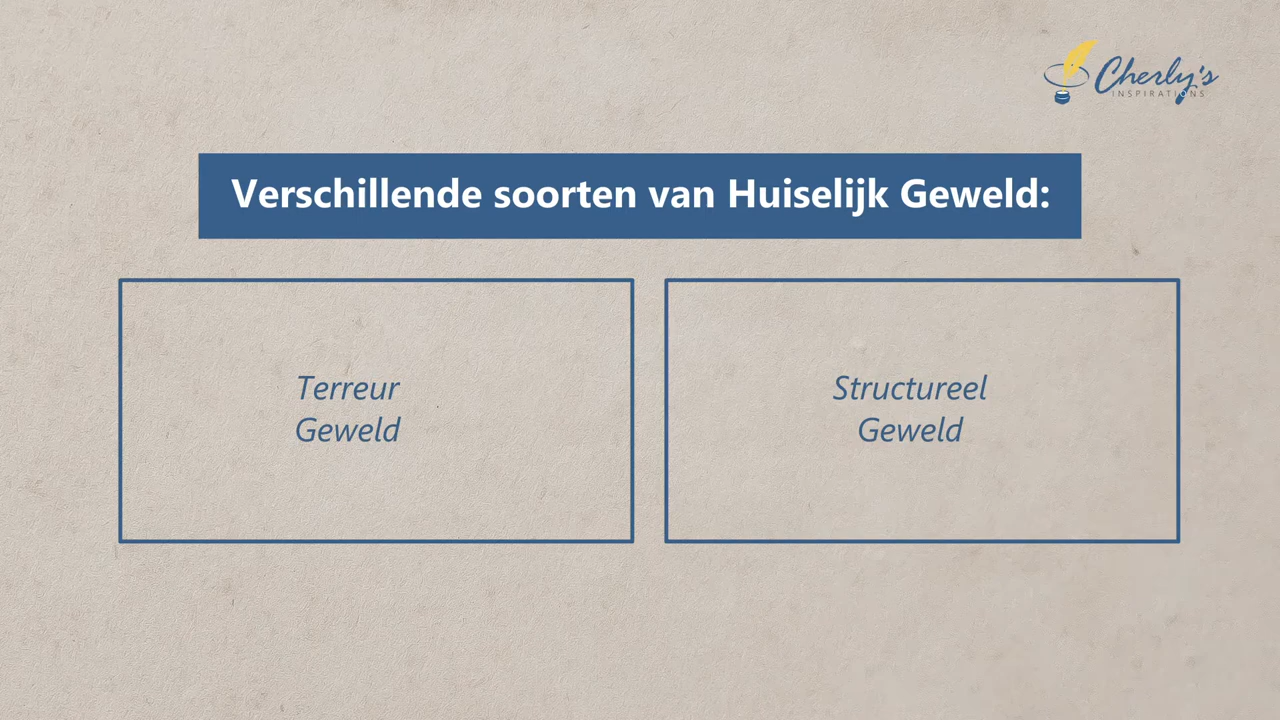 Cherly's
INSPIRATIONS
Verschillende soorten van Huiselijk Geweld:
Terreur
Geweld
Structureel
Geweld